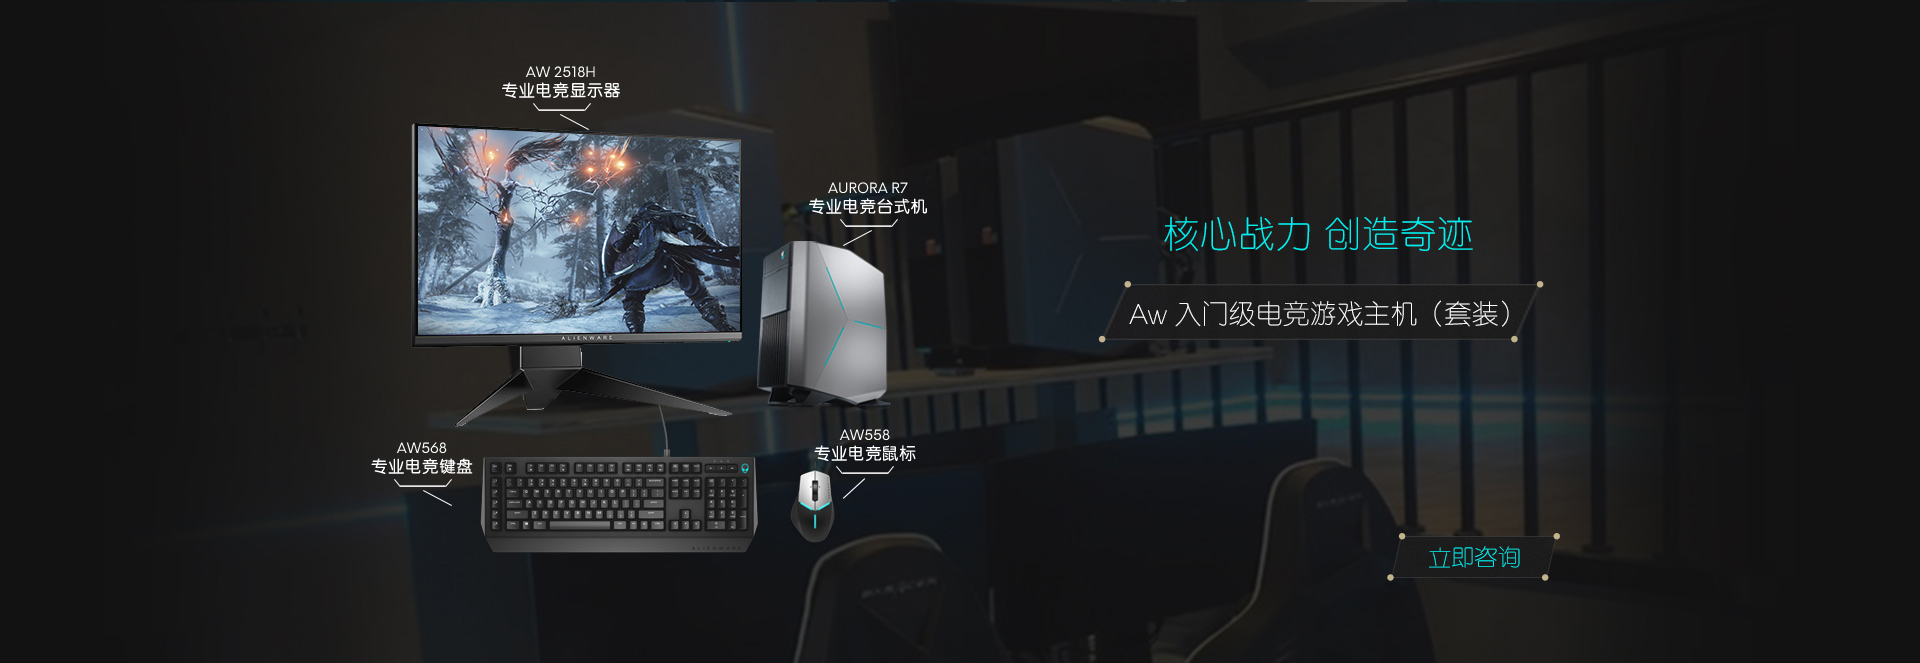 AW 2518H
专业电竞显示器
AURORA R7
专业电竞台式机
ALIENWARE
AW568
专业电竞键盘
AW558
专业电竞鼠标
ALIENWARE
核心战力 创造奇迹
Aw 入门级电竞游戏主机（套装）
立即咨询